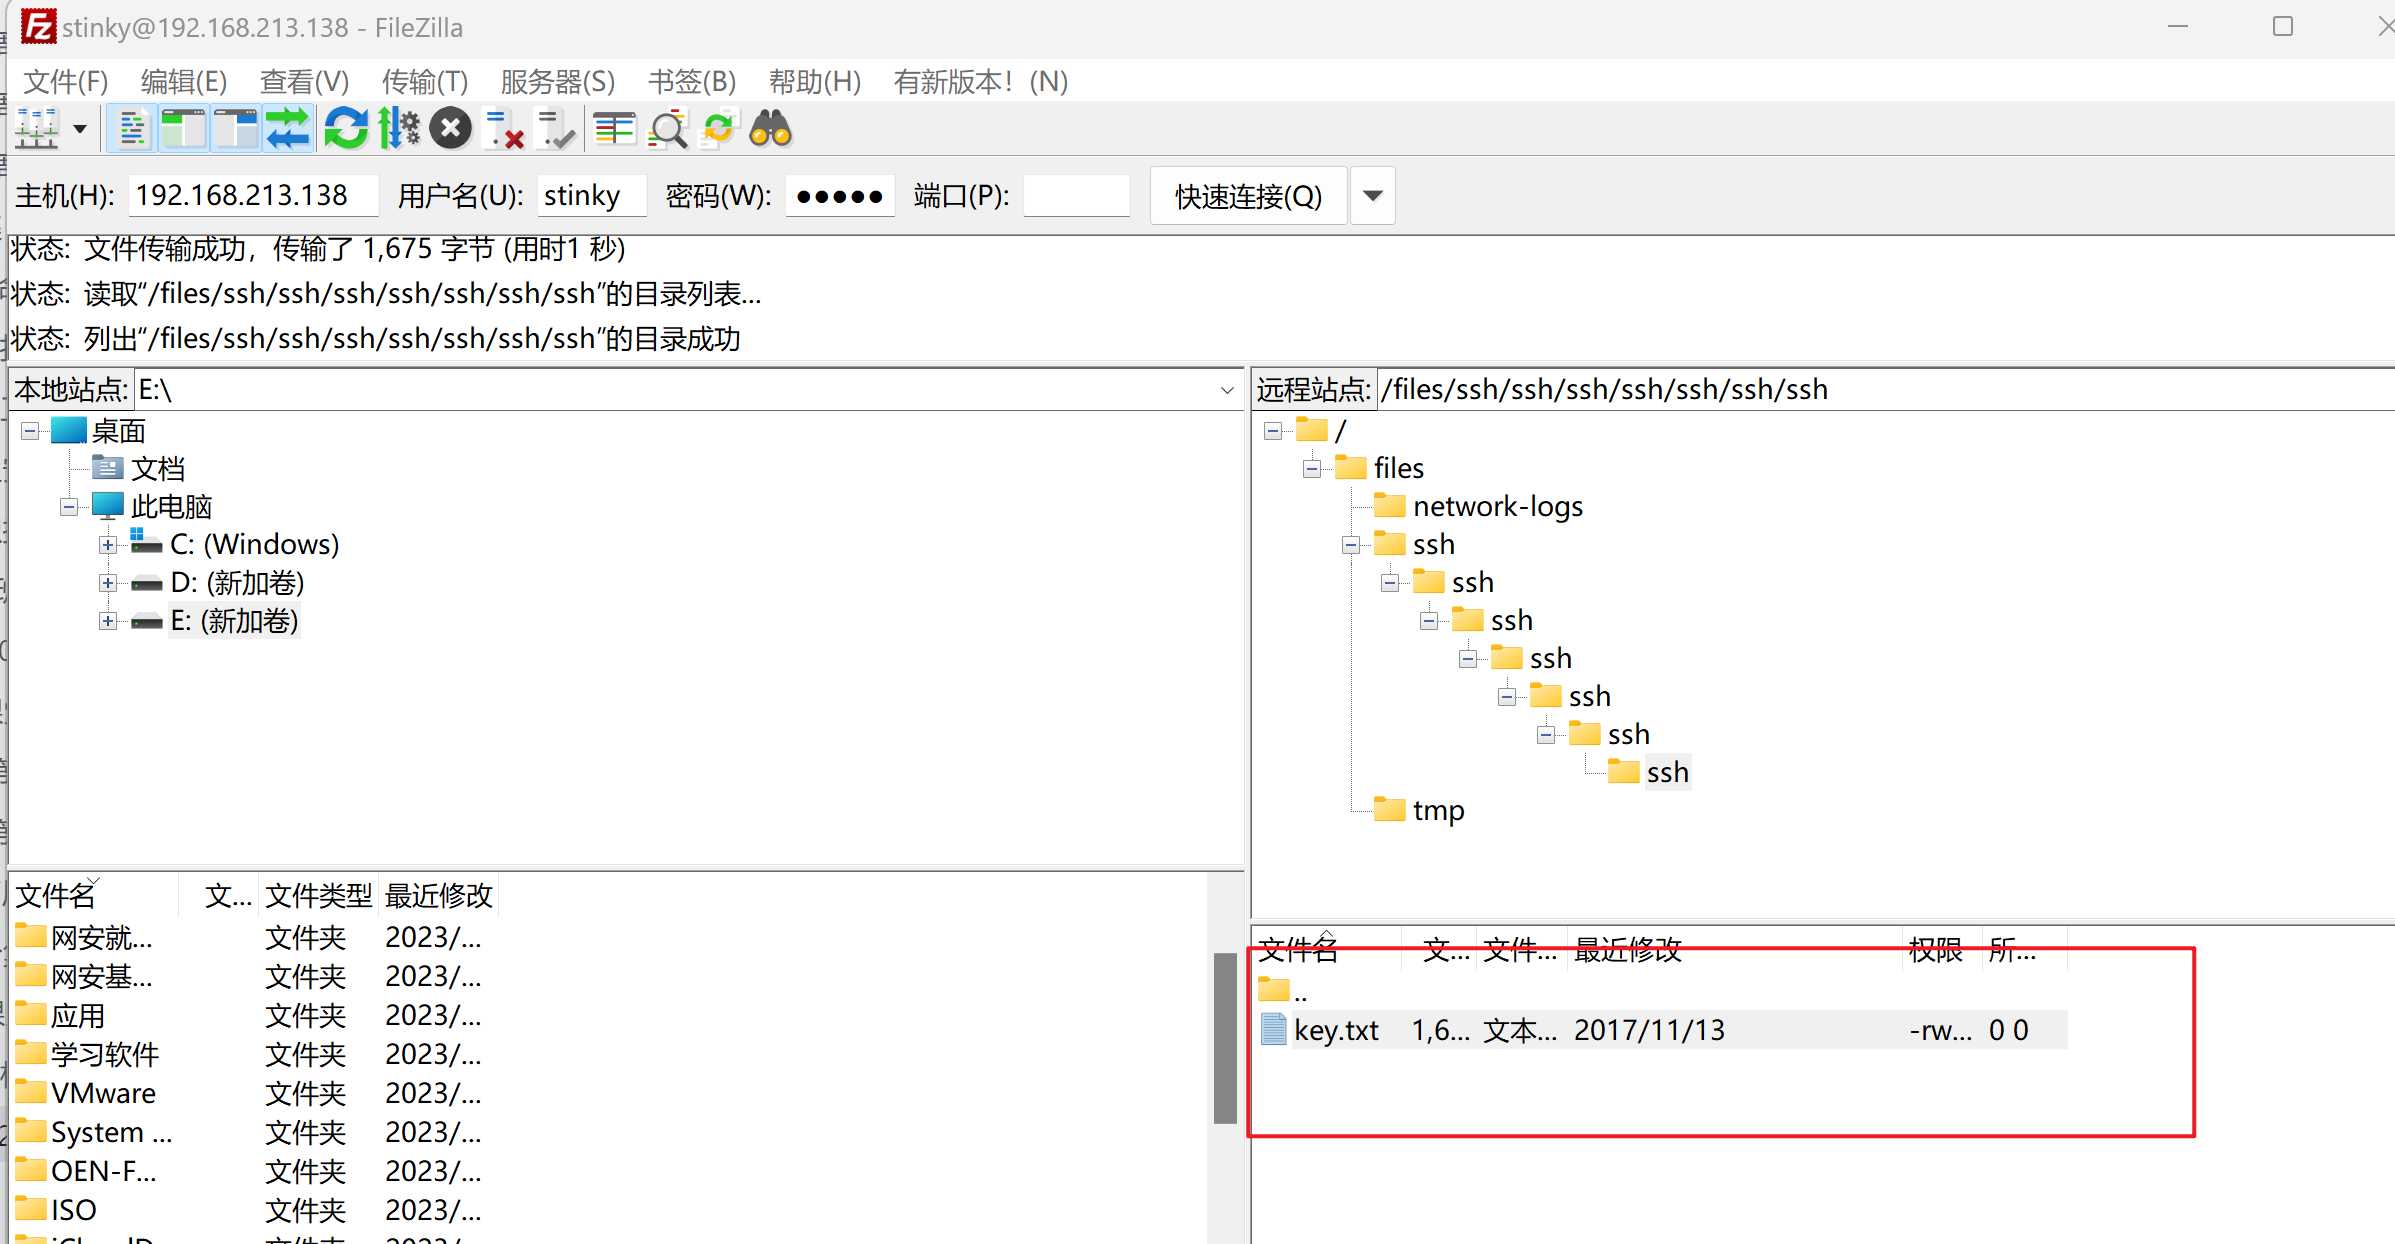 stinky@192.168.213.138 - FileZilla
文件(F) 编辑(E) 查看(V) 传输(T) 服务器(S) 书签(B) 帮助(H) 有新版本！(N)
主机(H): 192.168.213.138 用户名(U): stinky 密码(W): ●●●●● 端口(P): 快速连接(Q)
状态: 文件传输成功，传输了 1,675 字节 (用时1 秒)
状态: 读取“/files/ssh/ssh/ssh/ssh/ssh/ssh/ssh”的目录列表...
状态: 列出“/files/ssh/ssh/ssh/ssh/ssh/ssh/ssh”的目录成功
本地站点: E:\
桌面
文档
此电脑
C: (Windows)
D: (新加卷)
E: (新加卷)
文件名 文... 文件类型 最近修改
网安就... 文件夹 2023/...
网安基... 文件夹 2023/...
应用 文件夹 2023/...
学习软件 文件夹 2023/...
VMware 文件夹 2023/...
System ... 文件夹 2023/...
OEN-F... 文件夹 2023/...
ISO 文件夹 2023/...
远程站点: /files/ssh/ssh/ssh/ssh/ssh/ssh/ssh
/
files
network-logs
ssh
ssh
ssh
ssh
ssh
ssh
ssh
tmp
文件名 文... 文件... 最近修改 权限 所...
..
key.txt 1,6... 文本... 2017/11/13 -rw... 0 0